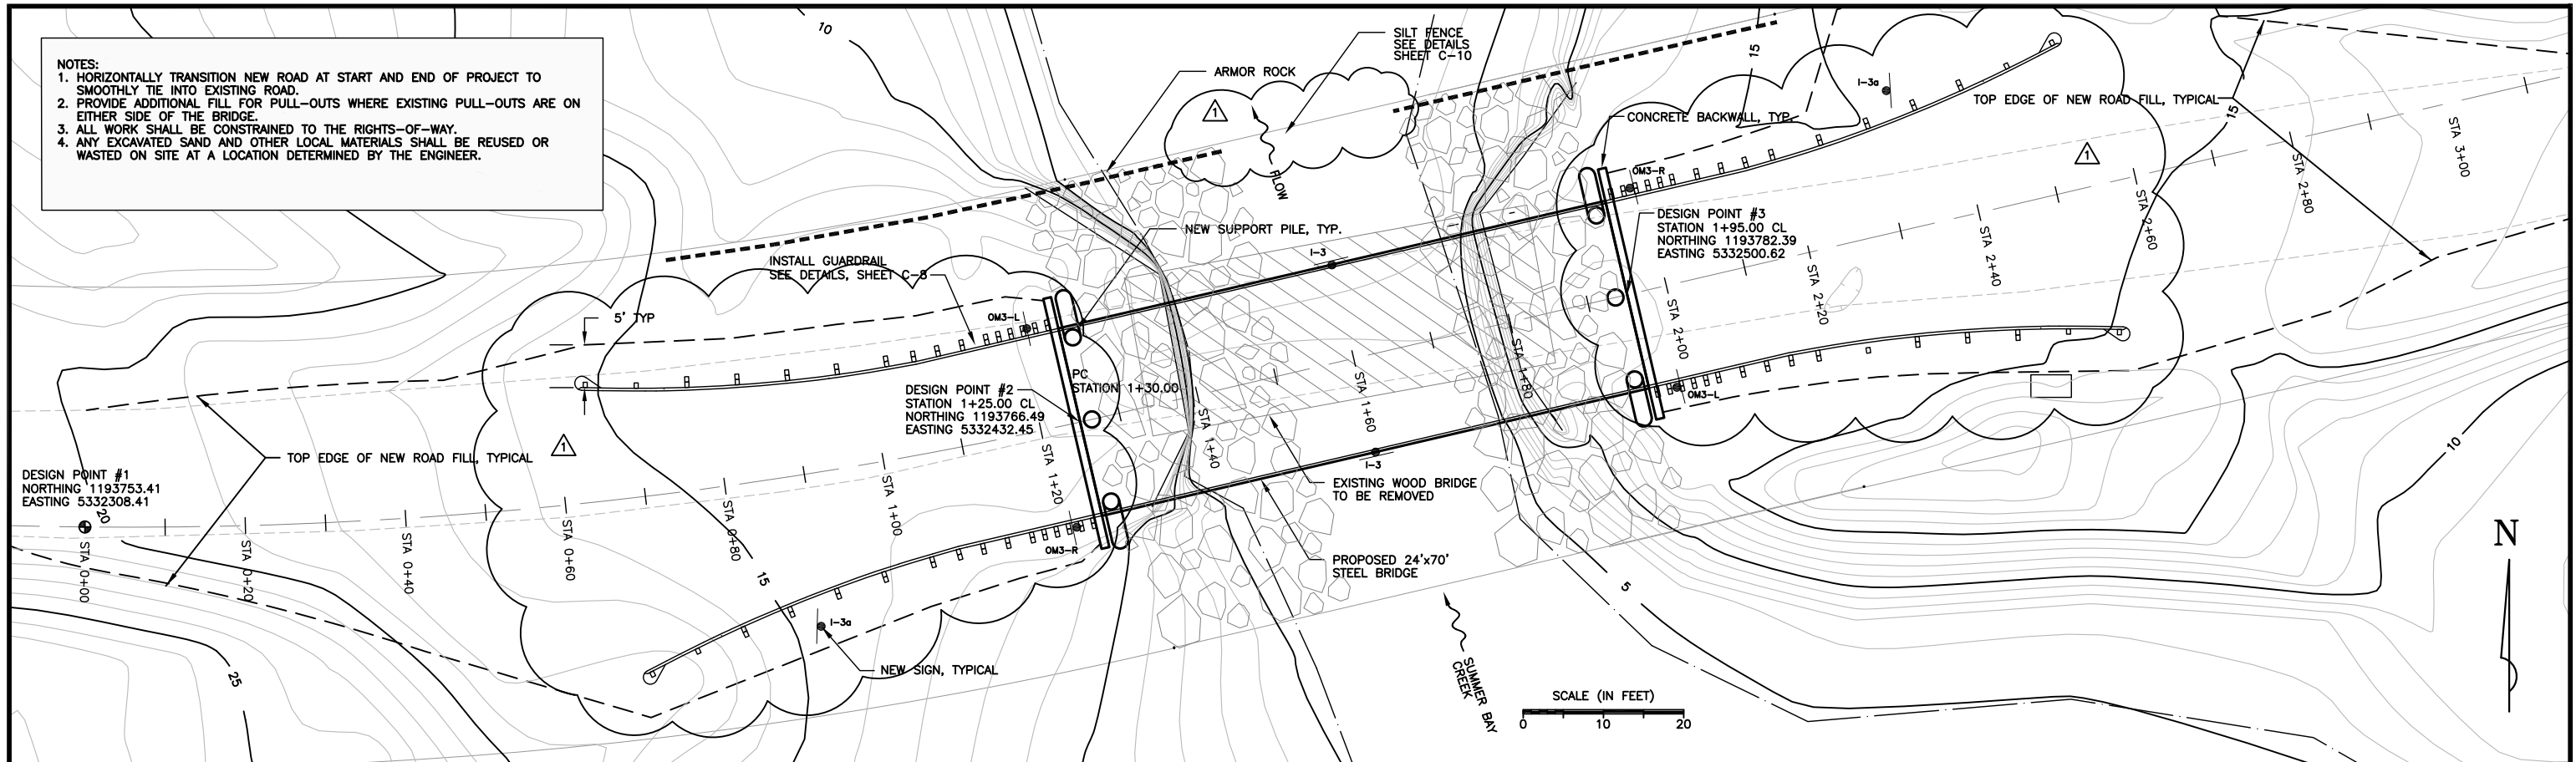 NOTES:
1. HORIZONTALLY TRANSITION NEW ROAD AT START AND END OF PROJECT TO
SMOOTHLY TIE INTO EXISTING ROAD.
2. PROVIDE ADDITIONAL FILL FOR PULL-OUTS WHERE EXISTING PULL-OUTS ARE ON
EITHER SIDE OF THE BRIDGE.
3. ALL WORK SHALL BE CONSTRAINED TO THE RIGHTS-OF-WAY.
4. ANY EXCAVATED SAND AND OTHER LOCAL MATERIALS SHALL BE REUSED OR
WASTED ON SITE AT A LOCATION DETERMINED BY THE ENGINEER.
10
SILT FENCE
SEE DETAILS
SHEET C-10
ARMOR ROCK
1
FLOW
15
I-3a
TOP EDGE OF NEW ROAD FILL, TYPICAL
15
STA 3+00
CONCRETE BACKWALL, TYP.
1
OM3-R
STA 2+80
NEW SUPPORT PILE, TYP.
DESIGN POINT #3
STATION 1+95.00 CL
NORTHING 1193782.39
EASTING 5332500.62
STA 2+60
STA 2+40
STA 2+20
STA 2+00
INSTALL GUARDRAIL
SEE DETAILS, SHEET C-8
I-3
5' TYP
OM3-L
PC
STATION 1+30.00
DESIGN POINT #2
STATION 1+25.00 CL
NORTHING 1193766.49
EASTING 5332432.45
STA 1+80
STA 1+60
STA 1+40
OM3-L
1
TOP EDGE OF NEW ROAD FILL, TYPICAL
I-3
10
DESIGN POINT #1
NORTHING 1193753.41
EASTING 5332308.41
20
EXISTING WOOD BRIDGE
TO BE REMOVED
STA 0+00
STA 0+20
STA 0+40
STA 0+60
STA 0+80
STA 1+00
STA 1+20
OM3-R
PROPOSED 24'x70'
STEEL BRIDGE
15
5
I-3a
NEW SIGN, TYPICAL
25
SUMMER BAY
CREEK
SCALE (IN FEET)
0 10 20
N